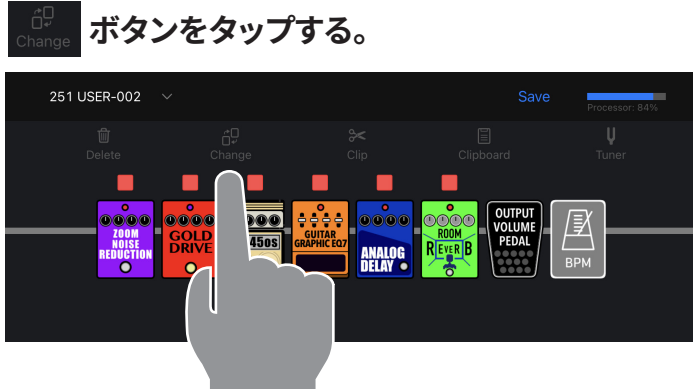 Change ボタンをタップする。
251 USER-002 Save Processor: 84%
Delete Change Clip Clipboard Tuner
ZOOM NOISE REDUCTION
GOLD DRIVE
450s
GUITAR GRAPHIC EQ7
ANALOG DELAY
ROOM REVERB
OUTPUT VOLUME PEDAL
BPM